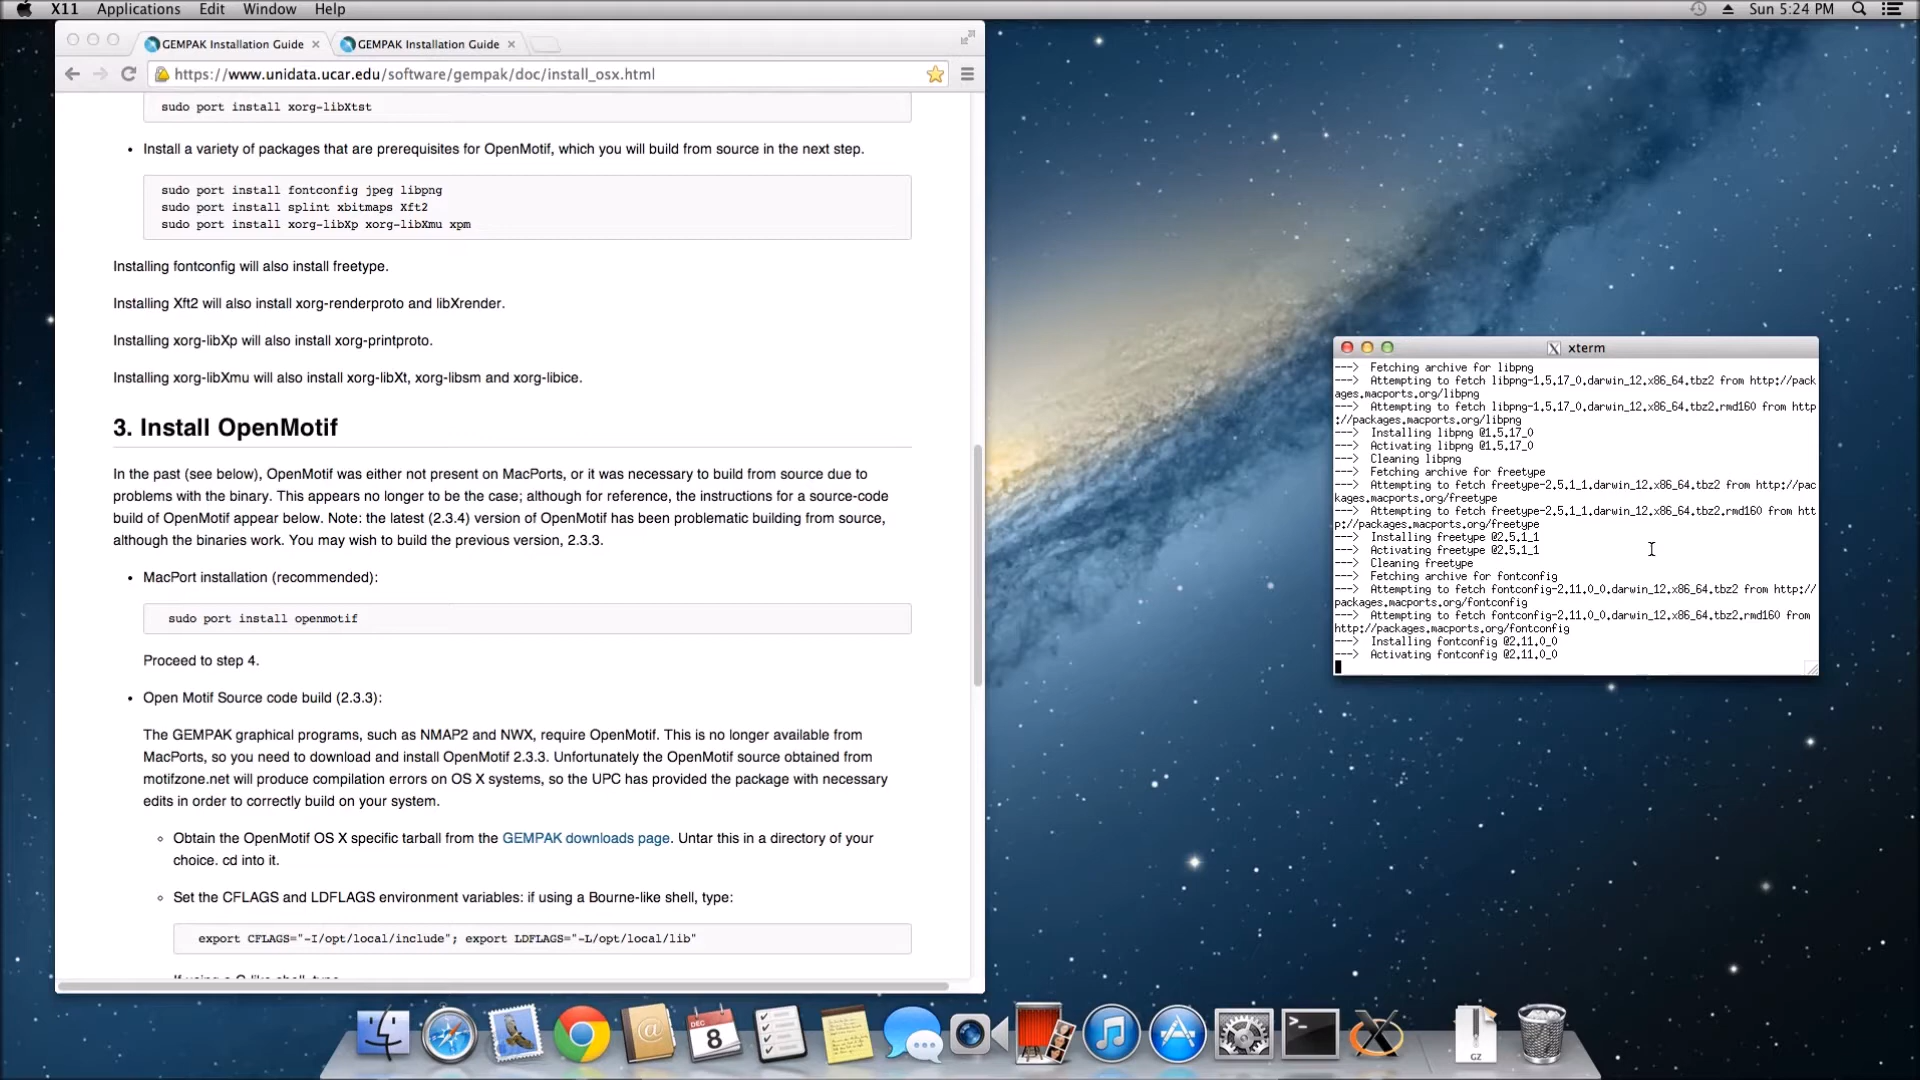 X11 Applications Edit Window Help
Sun 5:24 PM
GEMPAK Installation Guide
GEMPAK Installation Guide
https://www.unidata.ucar.edu/software/gempak/doc/install_osx.html
sudo port install xorg-libXtst
• Install a variety of packages that are prerequisites for OpenMotif, which you will build from source in the next step.
sudo port install fontconfig jpeg libpng
sudo port install splint xbitmaps Xft2
sudo port install xorg-libXp xorg-libXmu xpm
Installing fontconfig will also install freetype.
Installing Xft2 will also install xorg-renderproto and libXrender.
Installing xorg-libXp will also install xorg-printproto.
Installing xorg-libXmu will also install xorg-libXt, xorg-libsm and xorg-libice.
3. Install OpenMotif
In the past (see below), OpenMotif was either not present on MacPorts, or it was necessary to build from source due to
problems with the binary. This appears no longer to be the case; although for reference, the instructions for a source-code
build of OpenMotif appear below. Note: the latest (2.3.4) version of OpenMotif has been problematic building from source,
although the binaries work. You may wish to build the previous version, 2.3.3.
• MacPort installation (recommended):
sudo port install openmotif
Proceed to step 4.
• Open Motif Source code build (2.3.3):
The GEMPAK graphical programs, such as NMAP2 and NWX, require OpenMotif. This is no longer available from
MacPorts, so you need to download and install OpenMotif 2.3.3. Unfortunately the OpenMotif source obtained from
motifzone.net will produce compilation errors on OS X systems, so the UPC has provided the package with necessary
edits in order to correctly build on your system.
Obtain the OpenMotif OS X specific tarball from the GEMPAK downloads page. Untar this in a directory of your
choice. cd into it.
Set the CFLAGS and LDFLAGS environment variables: if using a Bourne-like shell, type:
export CFLAGS="-I/opt/local/include"; export LDFLAGS="-L/opt/local/lib"
xterm
---> Fetching archive for libpng
---> Attempting to fetch libpng-1.5.17_0.darwin_12.x86_64.tbz2 from http://pack
ages.macports.org/libpng
---> Attempting to fetch libpng-1.5.17_0.darwin_12.x86_64.tbz2.rmd160 from http
://packages.macports.org/libpng
---> Installing libpng @1.5.17_0
---> Activating libpng @1.5.17_0
---> Cleaning libpng
---> Fetching archive for freetype
---> Attempting to fetch freetype-2.5.1_1.darwin_12.x86_64.tbz2 from http://pac
kages.macports.org/freetype
---> Attempting to fetch freetype-2.5.1_1.darwin_12.x86_64.tbz2.rmd160 from htt
p://packages.macports.org/freetype
---> Installing freetype @2.5.1_1
---> Activating freetype @2.5.1_1
---> Cleaning freetype
---> Fetching archive for fontconfig
---> Attempting to fetch fontconfig-2.11.0_0.darwin_12.x86_64.tbz2 from http://
packages.macports.org/fontconfig
---> Attempting to fetch fontconfig-2.11.0_0.darwin_12.x86_64.tbz2.rmd160 from
http://packages.macports.org/fontconfig
---> Installing fontconfig @2.11.0_0
---> Activating fontconfig @2.11.0_0
DEC
8
GZ